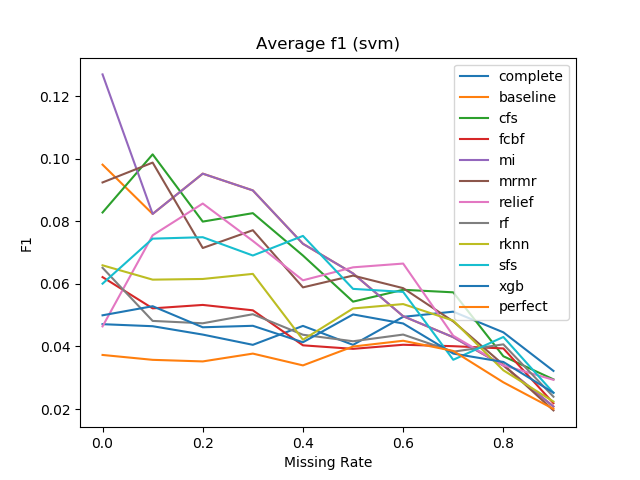 Average f1 (svm)
F1
0.12
0.10
0.08
0.06
0.04
0.02
0.0
0.2
0.4
0.6
0.8
Missing Rate
complete
baseline
cfs
fcbf
mi
mrmr
relief
rf
rknn
sfs
xgb
perfect